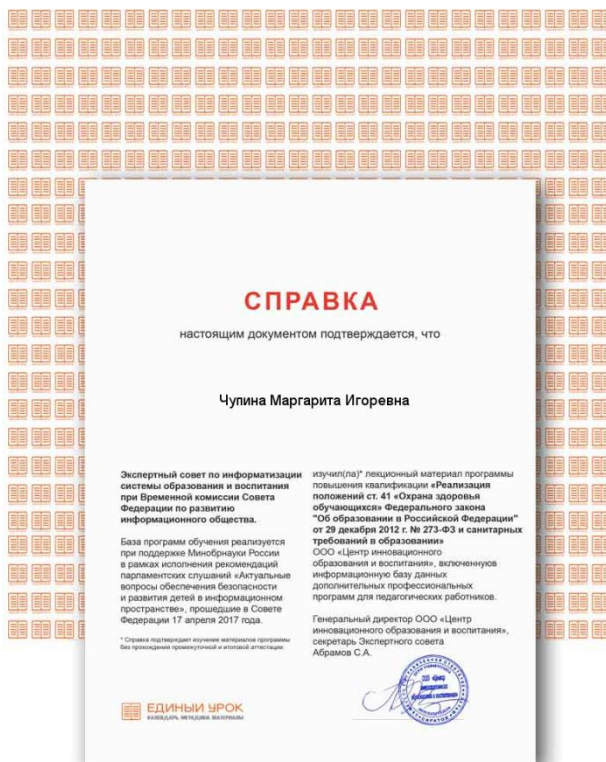 СПРАВКА
настоящим документом подтверждается, что
Чупина Маргарита Игоревна
Экспертный совет по информатизации
системы образования и воспитания
при Временной комиссии Совета
Федерации по развитию
информационного общества.
База программ обучения реализуется
при поддержке Минобрнауки России
в рамках исполнения рекомендаций
парламентских слушаний «Актуальные
вопросы обеспечения безопасности
и развития детей в информационном
пространстве», прошедшие в Совете
Федерации 17 апреля 2017 года.
* Справка подтверждает изучение материалов программы
без прохождения промежуточной и итоговой аттестации
изучил(ла)* лекционный материал программы
повышения квалификации «Реализация
положений ст. 41 «Охрана здоровья
обучающихся» Федерального закона
"Об образовании в Российской Федерации"
от 29 декабря 2012 г. № 273-ФЗ и санитарных
требований в образовании»
ООО «Центр инновационного
образования и воспитания», включенную
информационную базу данных
дополнительных профессиональных
программ для педагогических работников.
Генеральный директор ООО «Центр
инновационного образования и воспитания»,
секретарь Экспертного совета
Абрамов С.А.
ЕДИНЫЙ УРОК
КАЛЕНДАРЬ МЕТОДИКА МАТЕРИАЛЫ